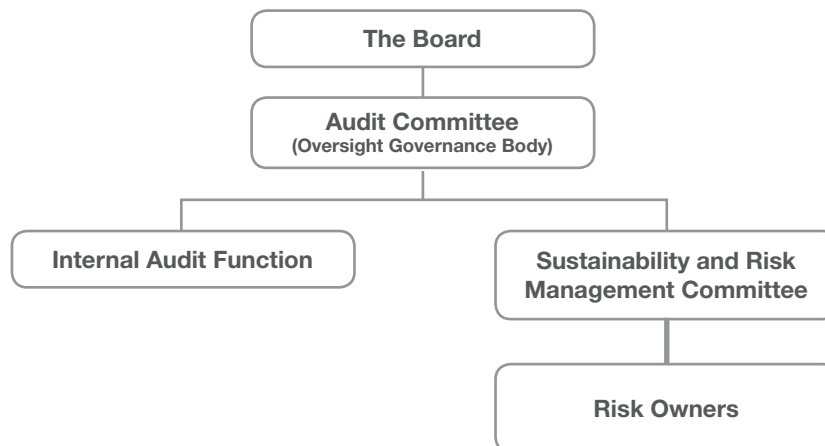 The Board
Audit Committee
(Oversight Governance Body)
Internal Audit Function
Sustainability and Risk
Management Committee
Risk Owners